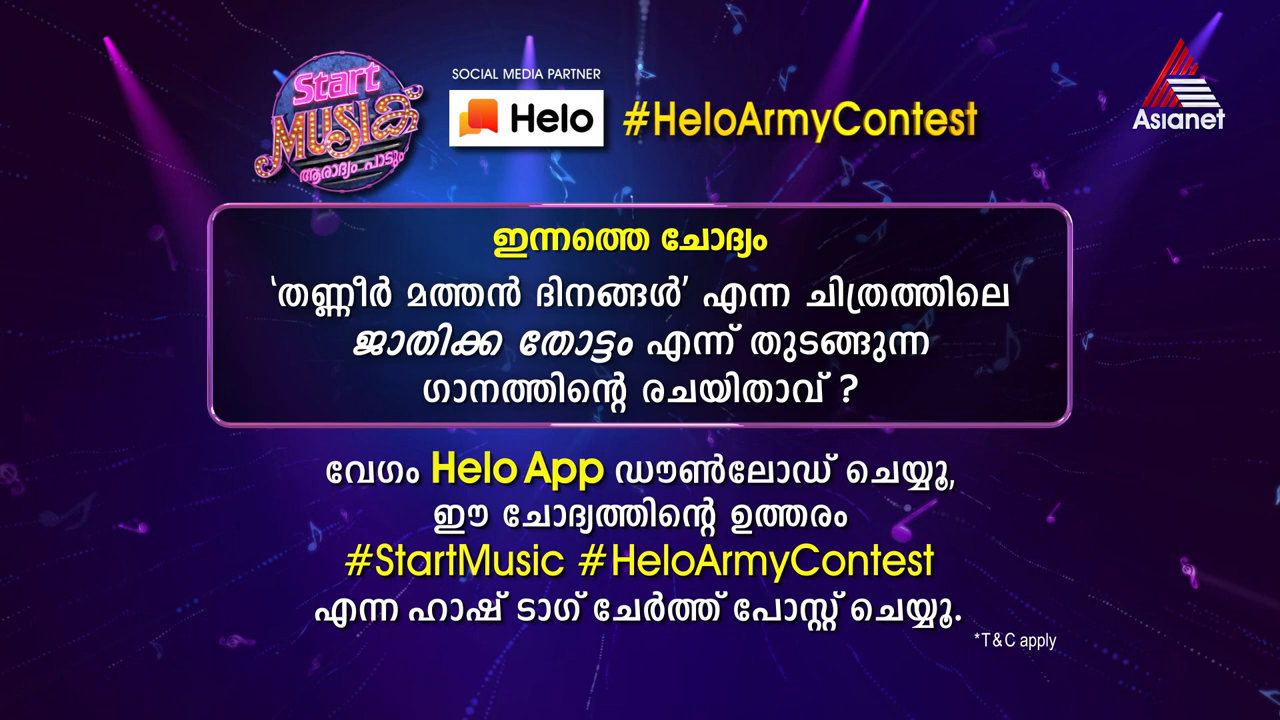 Start
MUSIക്
ആരാദ്യം പാടും
SOCIAL MEDIA PARTNER
Helo
#HeloArmyContest
Asianet
ഇന്നത്തെ ചോദ്യം
‘തണ്ണീർ മത്തൻ ദിനങ്ങൾ’ എന്ന ചിത്രത്തിലെ
ജാതിക്ക തോട്ടം എന്ന് തുടങ്ങുന്ന
ഗാനത്തിന്റെ രചയിതാവ് ?
വേഗം Helo App ഡൗൺലോഡ് ചെയ്യൂ,
ഈ ചോദ്യത്തിന്റെ ഉത്തരം
#StartMusic #HeloArmyContest
എന്ന ഹാഷ് ടാഗ് ചേർത്ത് പോസ്റ്റ് ചെയ്യൂ.
*T & C apply